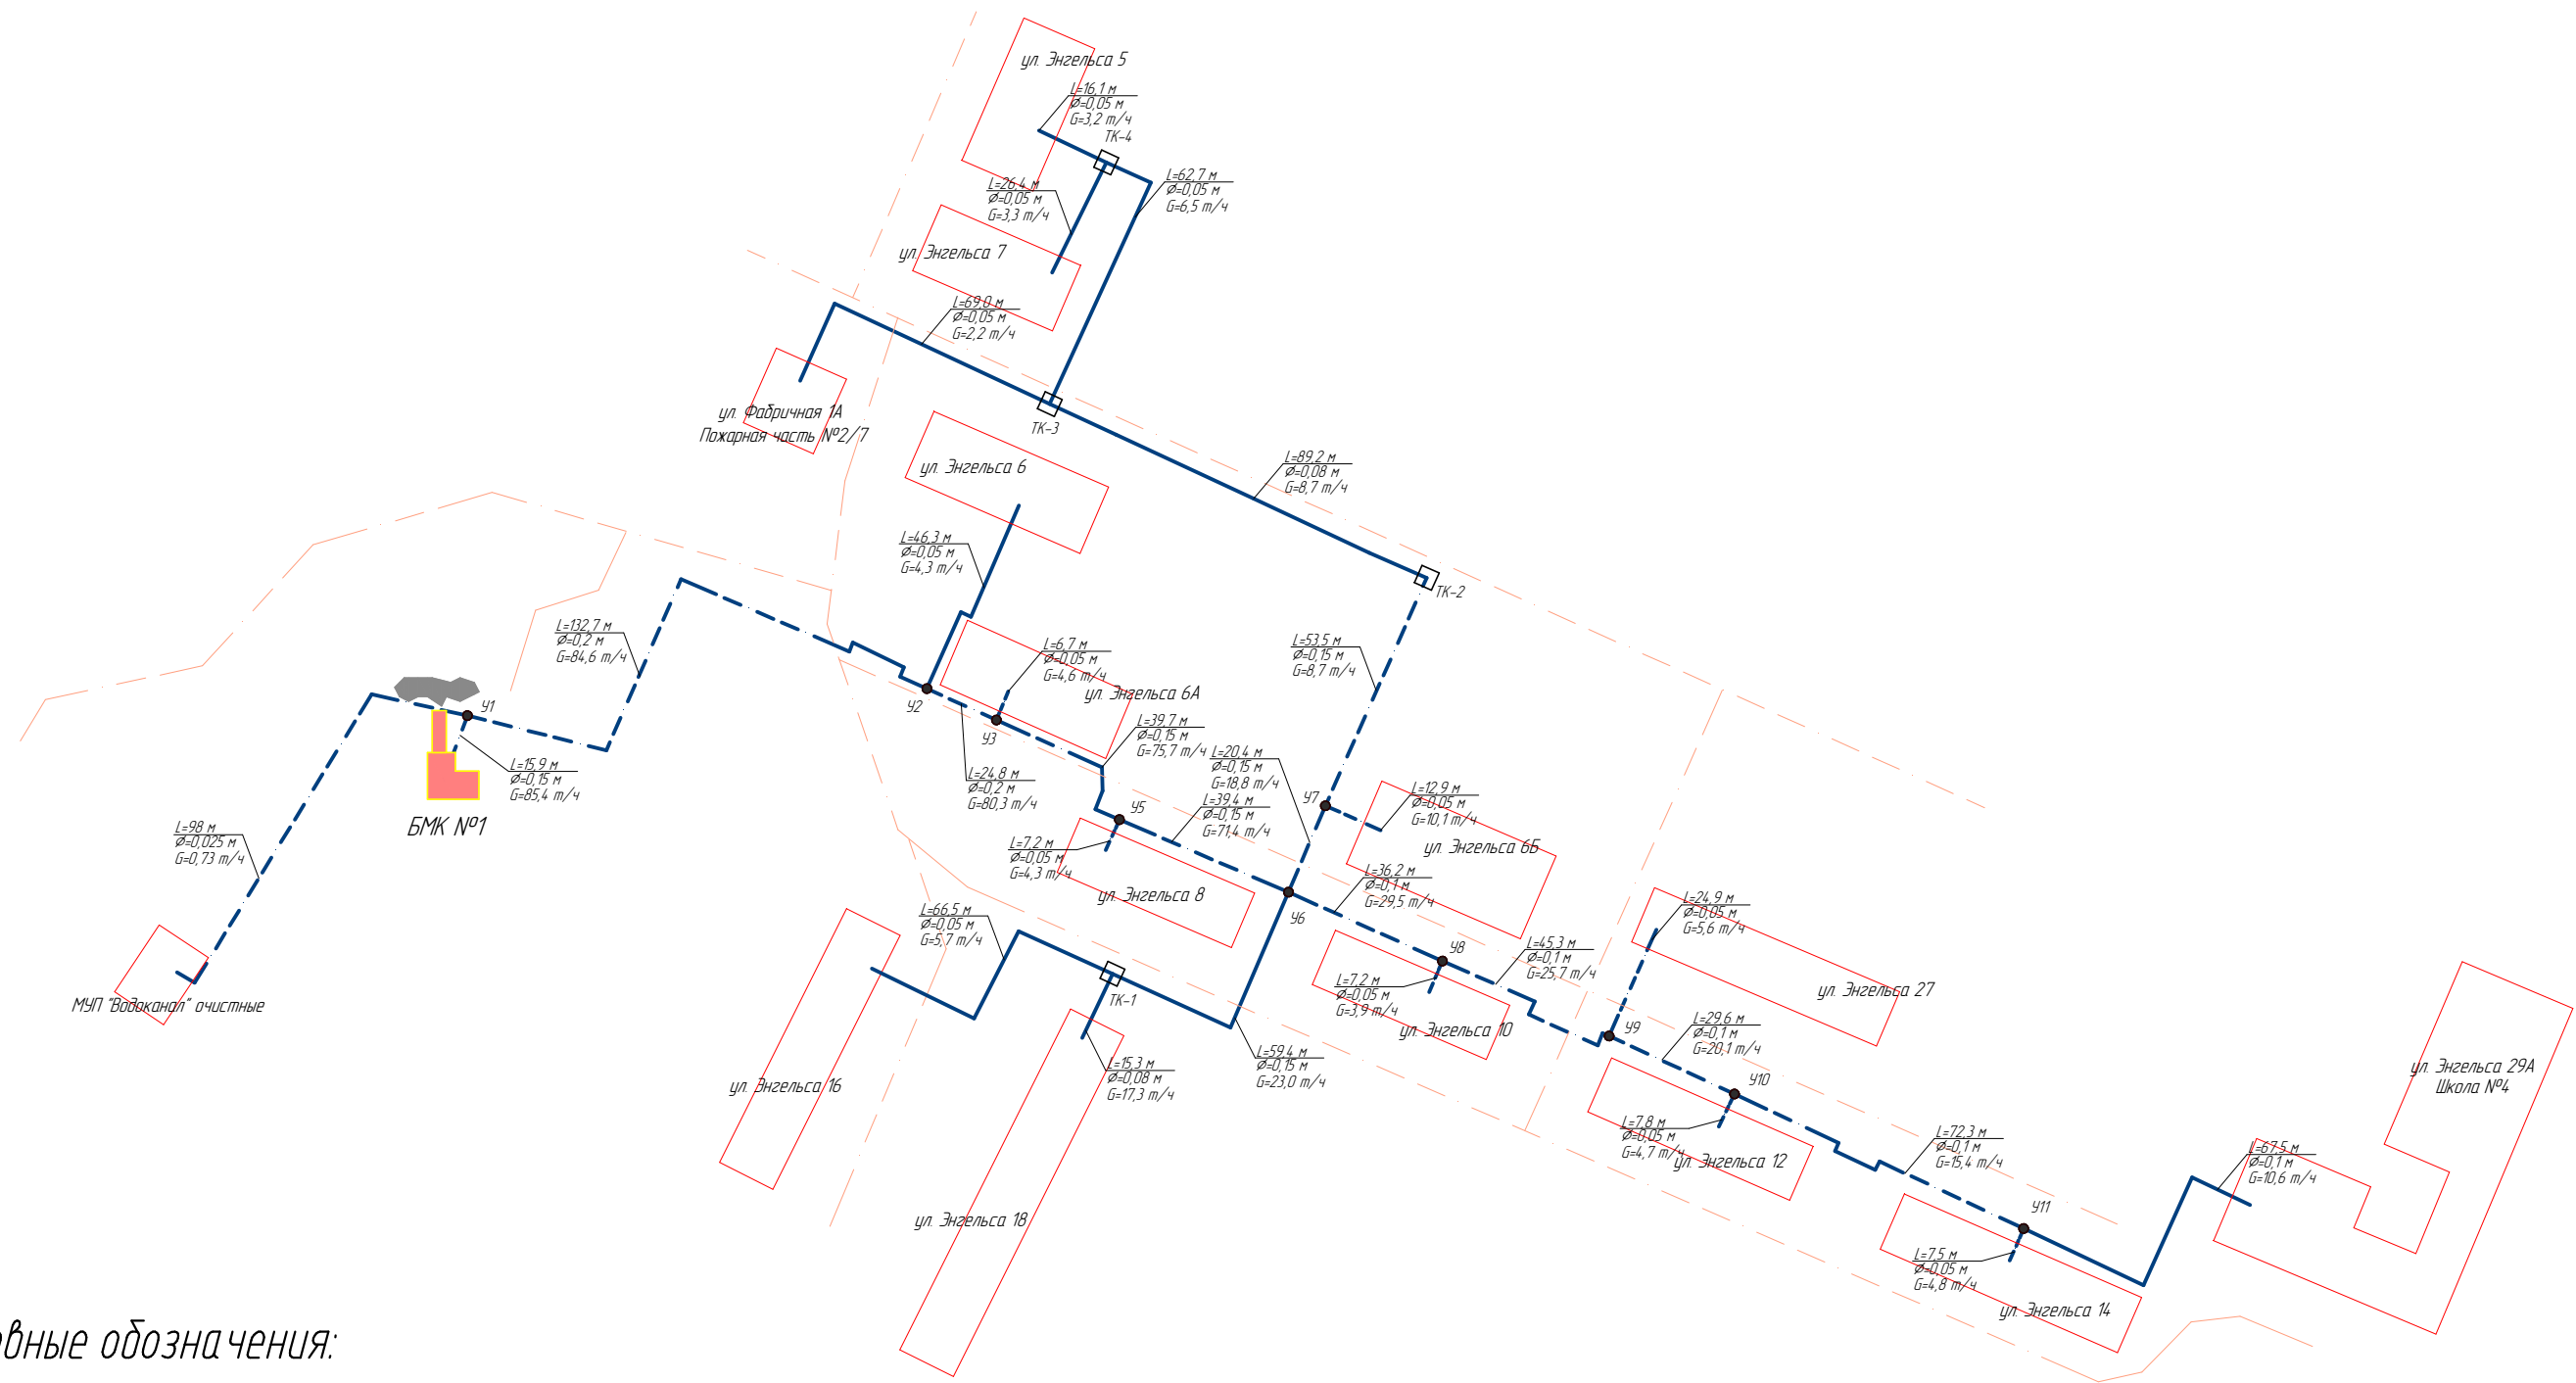 ул. Энгельса 5
L=16,1 м
Ø=0,05 м
G=3,2 т/ч
ТК-4
L=26,4 м
Ø=0,05 м
G=3,3 т/ч
L=62,7 м
Ø=0,05 м
G=6,5 т/ч
ул. Энгельса 7
L=69,0 м
Ø=0,05 м
G=2,2 т/ч
ул. Фабричная 1А
Пожарная часть №2/7
ТК-3
ул. Энгельса 6
L=89,2 м
Ø=0,08 м
G=8,7 т/ч
L=46,3 м
Ø=0,05 м
G=4,3 т/ч
ТК-2
L=132,7 м
Ø=0,2 м
G=84,6 т/ч
L=6,7 м
Ø=0,05 м
G=4,6 т/ч
L=53,5 м
Ø=0,15 м
G=8,7 т/ч
ул. Энгельса 6А
У1
У2
У3
L=39,7 м
Ø=0,15 м
G=75,7 т/ч
L=20,4 м
Ø=0,15 м
G=18,8 т/ч
L=15,9 м
Ø=0,15 м
G=85,4 т/ч
L=24,8 м
Ø=0,2 м
G=80,3 т/ч
У5
L=39,4 м
Ø=0,15 м
G=71,4 т/ч
У7
L=12,9 м
Ø=0,05 м
G=10,1 т/ч
БМК №1
L=98 м
Ø=0,025 м
G=0,73 т/ч
L=7,2 м
Ø=0,05 м
G=4,3 т/ч
ул. Энгельса 6Б
ул. Энгельса 8
L=36,2 м
Ø=0,1 м
G=29,5 т/ч
L=66,5 м
Ø=0,05 м
G=5,7 т/ч
У6
L=24,9 м
Ø=0,05 м
G=5,6 т/ч
У8
L=45,3 м
Ø=0,1 м
G=25,7 т/ч
МУП "Водоканал" очистные
ТК-1
L=7,2 м
Ø=0,05 м
G=3,9 т/ч
ул. Энгельса 27
ул. Энгельса 10
У9
L=29,6 м
Ø=0,1 м
G=20,1 т/ч
ул. Энгельса 16
L=15,3 м
Ø=0,08 м
G=17,3 т/ч
L=59,4 м
Ø=0,15 м
G=23,0 т/ч
У10
ул. Энгельса 29А
Школа №4
L=7,8 м
Ø=0,05 м
G=4,7 т/ч
ул. Энгельса 12
L=72,3 м
Ø=0,1 м
G=15,4 т/ч
L=67,5 м
Ø=0,1 м
G=10,6 т/ч
ул. Энгельса 18
У11
L=7,5 м
Ø=0,05 м
G=4,8 т/ч
ул. Энгельса 14
овные обозначения: